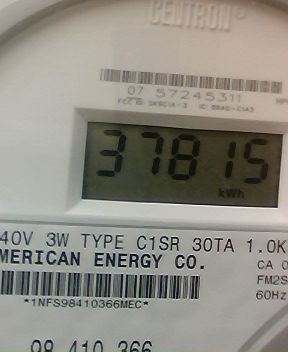 CENTRON®
07 57245311
37815
kWh
40V 3W TYPE C1SR 30TA 1.0K
MERICAN ENERGY CO.
CA 0
FM2S
60Hz
*1NFS98410366MEC*
98 410 366